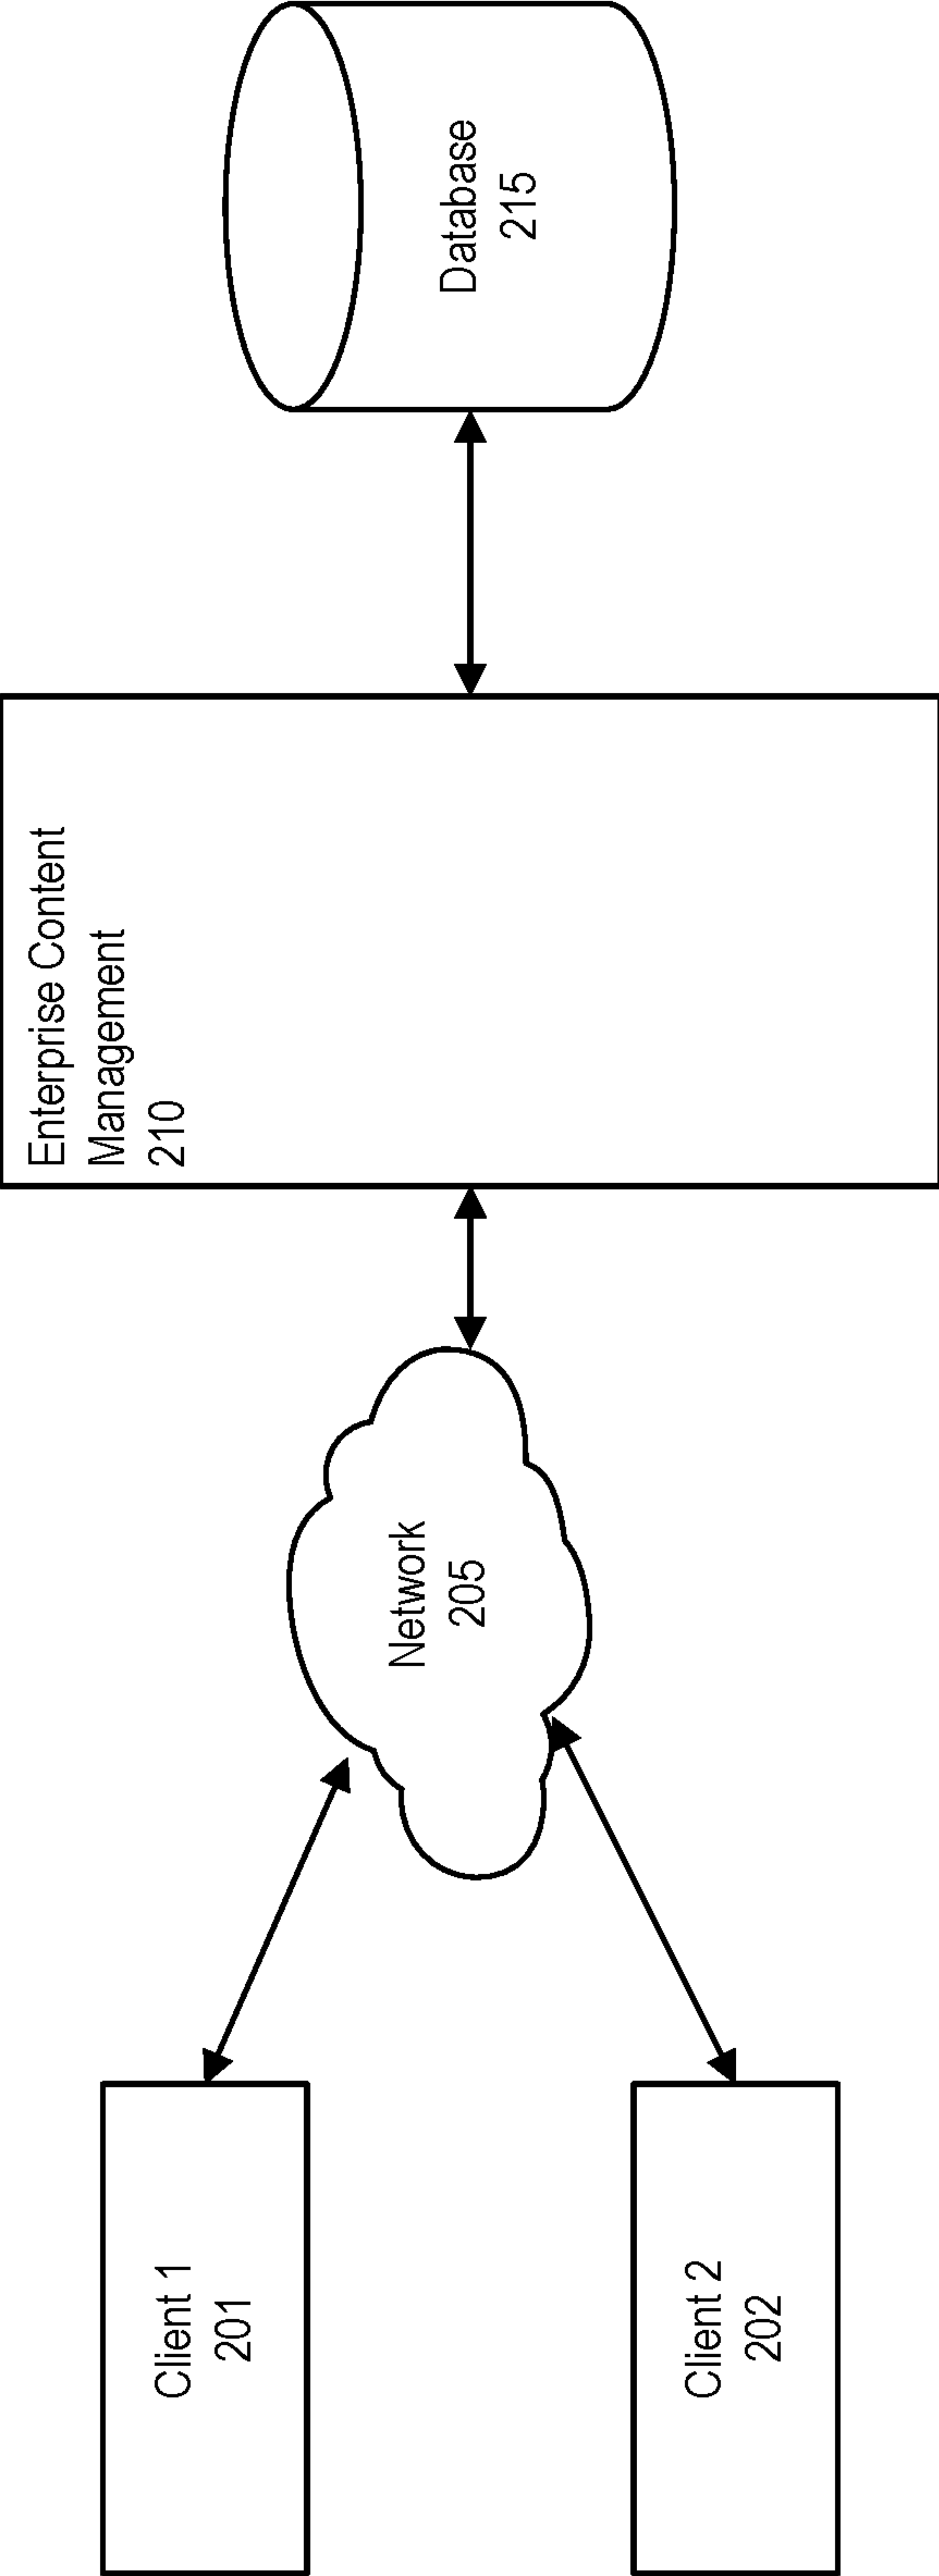 Client 1
201
Client 2
202
Network
205
Enterprise Content
Management
210
Database
215